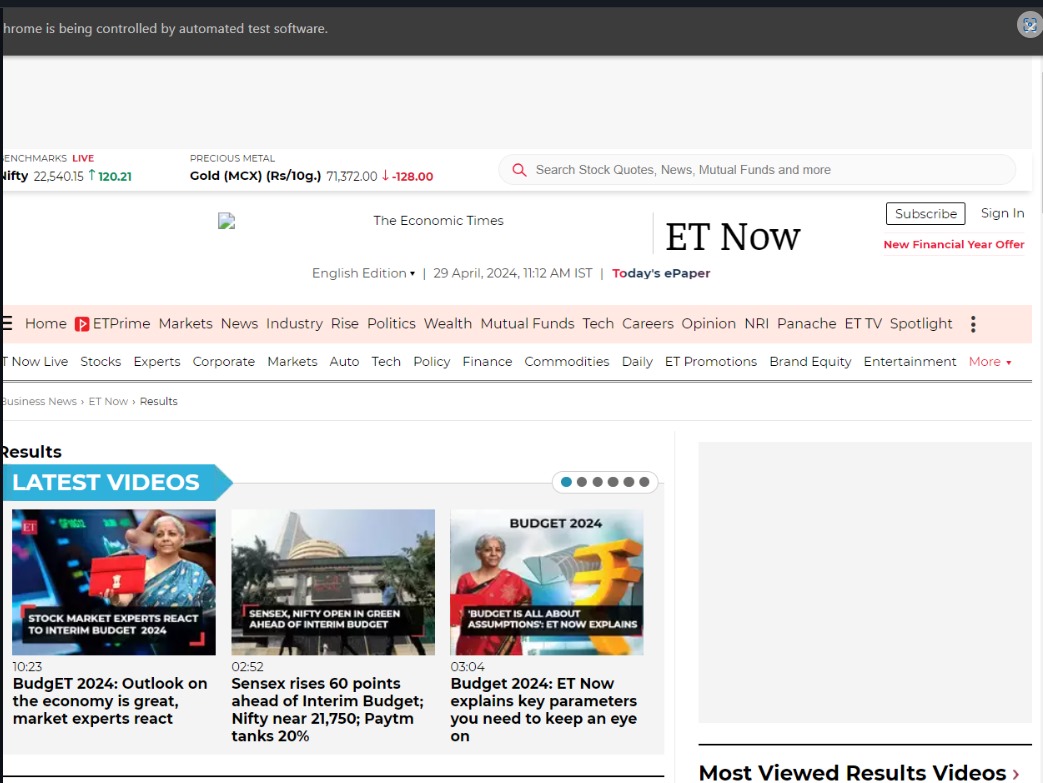 hrome is being controlled by automated test software.
BENCHMARKS LIVE
Nifty 22,540.15 ↑ 120.21
PRECIOUS METAL
Gold (MCX) (Rs/10g.) 71,372.00 ↓ -128.00
Search Stock Quotes, News, Mutual Funds and more
The Economic Times
ET Now
Subscribe Sign In
New Financial Year Offer
English Edition ▾ | 29 April, 2024, 11:12 AM IST | Today's ePaper
Home ETPrime Markets News Industry Rise Politics Wealth Mutual Funds Tech Careers Opinion NRI Panache ET TV Spotlight
T Now Live Stocks Experts Corporate Markets Auto Tech Policy Finance Commodities Daily ET Promotions Brand Equity Entertainment More ▾
Business News › ET Now › Results
Results
LATEST VIDEOS
ET
STOCK MARKET EXPERTS REACT
TO INTERIM BUDGET 2024
10:23
BudgET 2024: Outlook on
the economy is great,
market experts react
SENSEX, NIFTY OPEN IN GREEN
AHEAD OF INTERIM BUDGET
02:52
Sensex rises 60 points
ahead of Interim Budget;
Nifty near 21,750; Paytm
tanks 20%
BUDGET 2024
'BUDGET IS ALL ABOUT
ASSUMPTIONS': ET NOW EXPLAINS
03:04
Budget 2024: ET Now
explains key parameters
you need to keep an eye
on
Most Viewed Results Videos ›